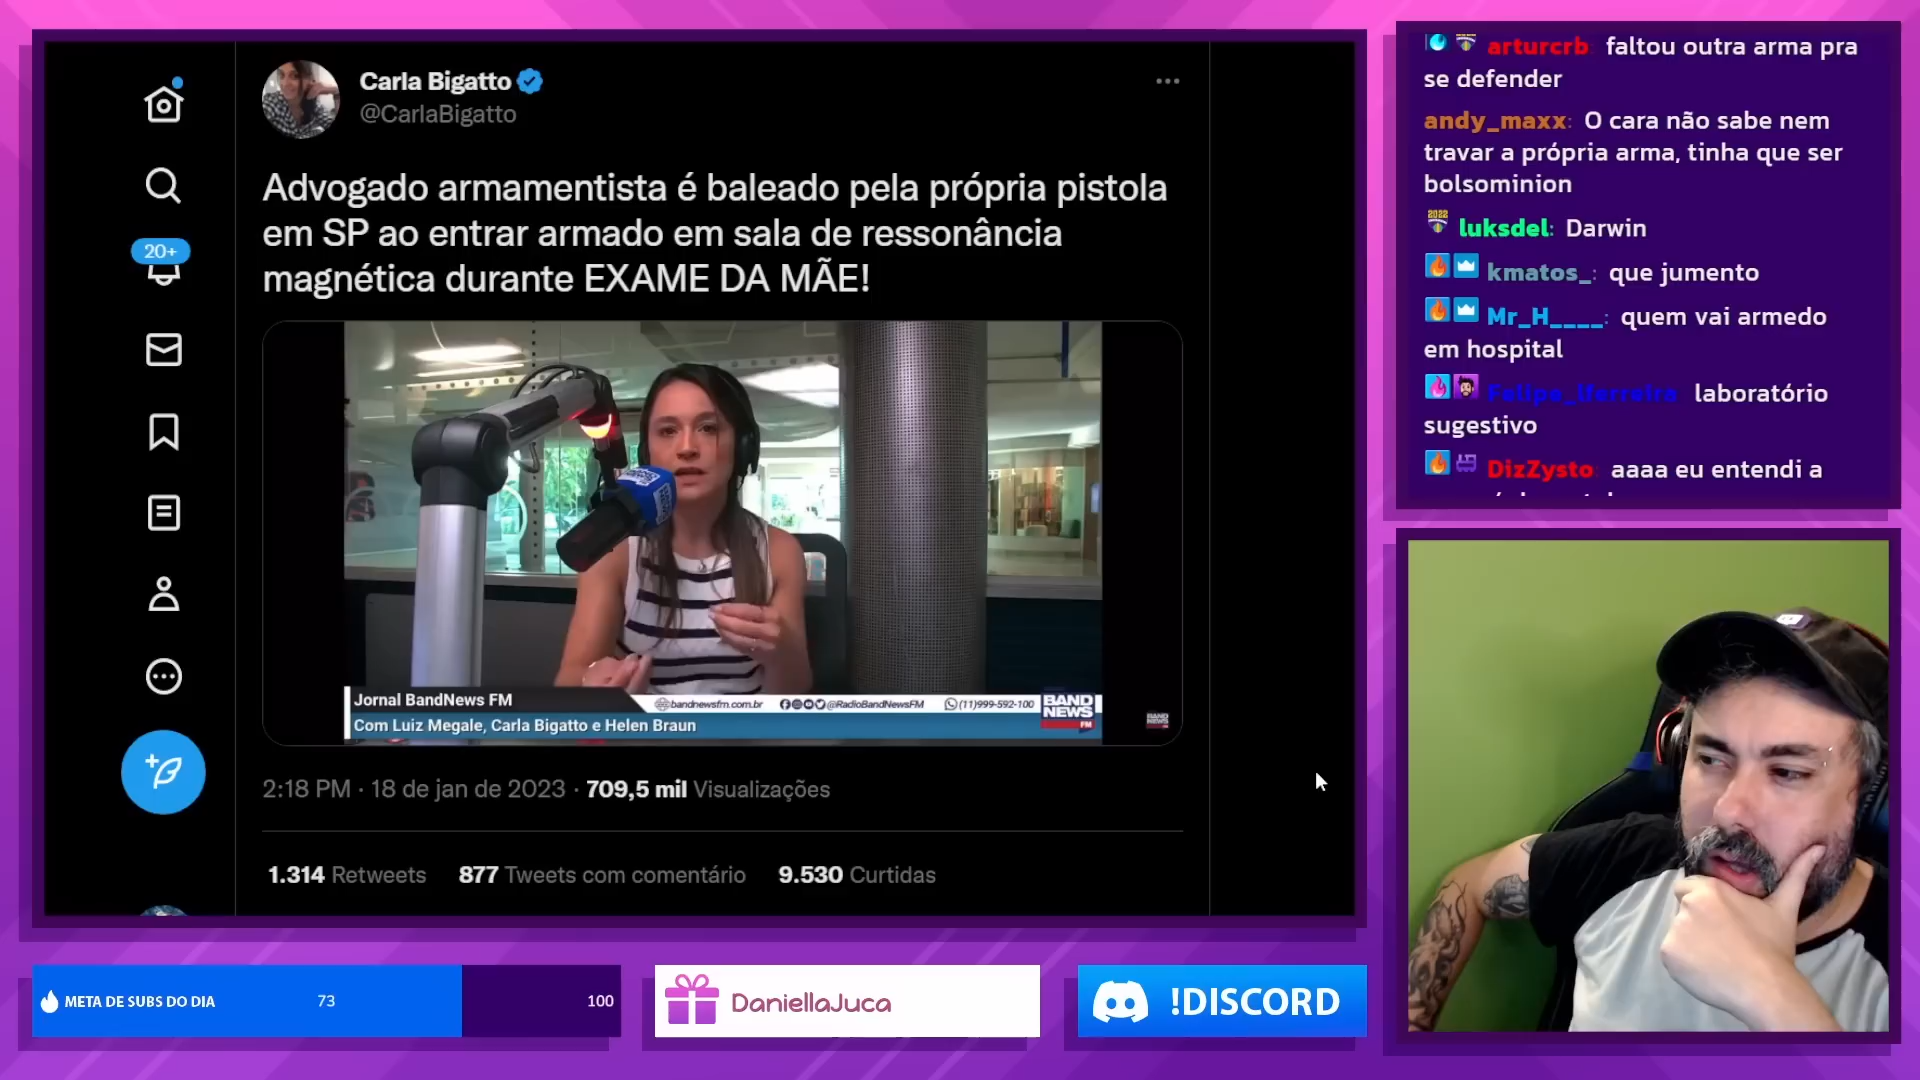 Carla Bigatto
@CarlaBigatto
Advogado armamentista é baleado pela própria pistola
em SP ao entrar armado em sala de ressonância
magnética durante EXAME DA MÃE!
20+
Jornal BandNews FM
bandnewsfm.com.br
@RadioBandNewsFM
(11)999-592-100
BAND
NEWS
FM
Com Luiz Megale, Carla Bigatto e Helen Braun
2:18 PM · 18 de jan de 2023 · 709,5 mil Visualizações
1.314 Retweets 877 Tweets com comentário 9.530 Curtidas
arturcrb faltou outra arma pra
se defender
andy_maxx: O cara não sabe nem
travar a própria arma, tinha que ser
bolsominion
luksdel: Darwin
kmatos_: que jumento
Mr_H____: quem vai armedo
em hospital
Felipe_lferreira laboratório
sugestivo
DizZysto aaaa eu entendi a
META DE SUBS DO DIA 73 100
DaniellaJuca
!DISCORD